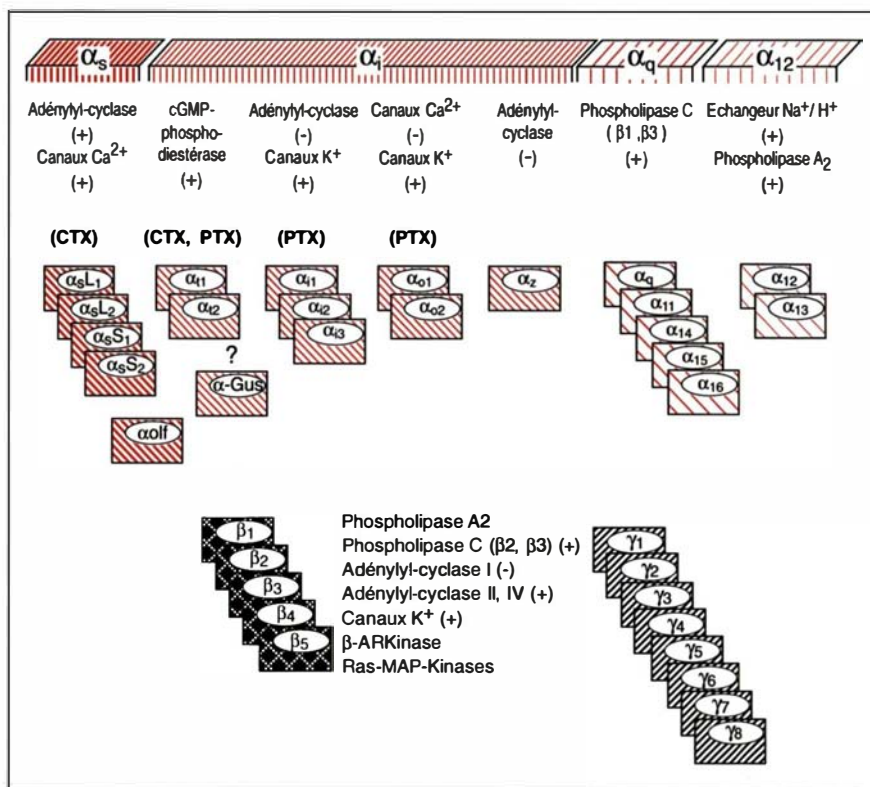 αs αi αq α12
Adénylyl-cyclase
(+)
Canaux Ca2+
(+)
cGMP-
phospho-
diestérase
(+)
Adénylyl-cyclase
(-)
Canaux K+
(+)
Canaux Ca2+
(-)
Canaux K+
(+)
Adénylyl-
cyclase
(-)
Phospholipase C
(β1,β3)
(+)
Echangeur Na+/ H+
(+)
Phospholipase A2
(+)
(CTX) (CTX, PTX) (PTX) (PTX)
αsL1
αsL2
αsS1
αsS2
αolf
αt1
αt2
?
α-Gus
αi1
αi2
αi3
αo1
αo2
αz
αq
α11
α14
α15
α16
α12
α13
β1
β2
β3
β4
β5
Phospholipase A2
Phospholipase C (β2, β3) (+)
Adénylyl-cyclase I (-)
Adénylyl-cyclase II, IV (+)
Canaux K+ (+)
β-ARKinase
Ras-MAP-Kinases
γ1
γ2
γ3
γ4
γ5
γ6
γ7
γ8